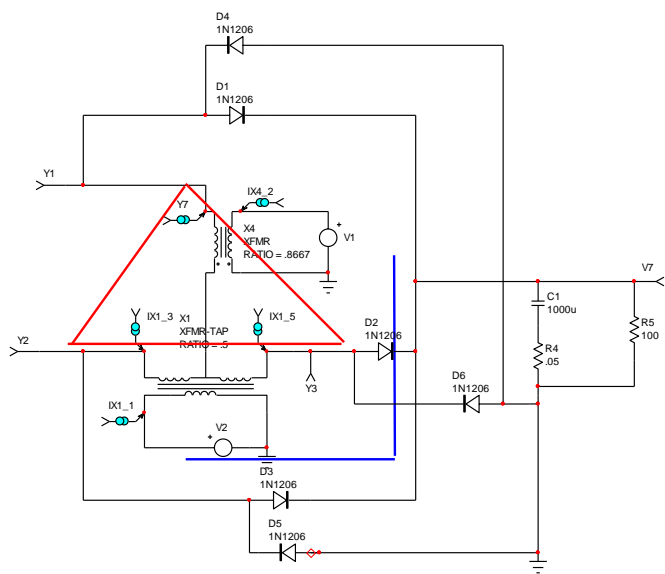 D4
1N1206
D1
1N1206
Y1
IX4_2
Y7
X4
XFMR
RATIO = .8667
+
V1
V7
C1
1000u
R5
100
R4
.05
IX1_3
X1
XFMR-TAP
RATIO = .5
IX1_5
D2
1N1206
Y2
Y3
D6
1N1206
IX1_1
V2
+
D3
1N1206
D5
1N1206